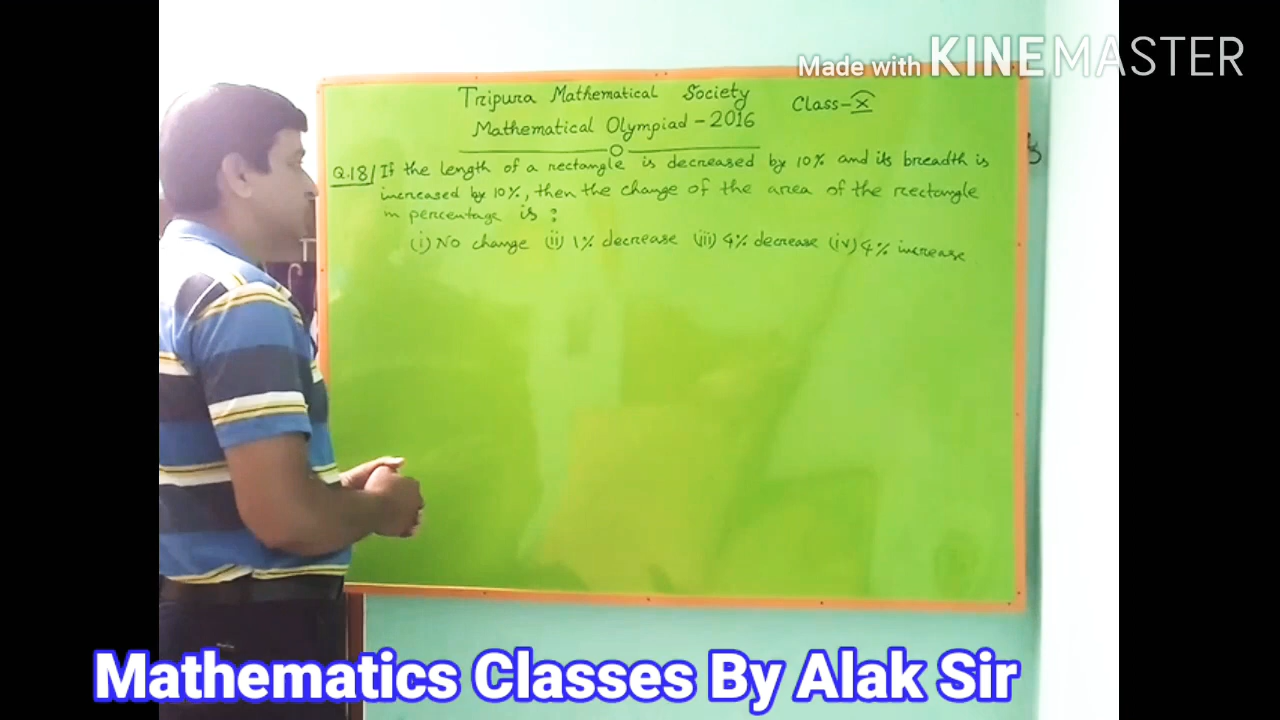 Made with KINEMASTER
Tripura Mathematical Society
Class-X
Mathematical Olympiad - 2016
Q.18/ If the length of a rectangle is decreased by 10% and its breadth is
increased by 10%, then the change of the area of the rectangle
in percentage is :
(i) No change (ii) 1% decrease (iii) 4% decrease (iv) 4% increase
Mathematics Classes By Alak Sir